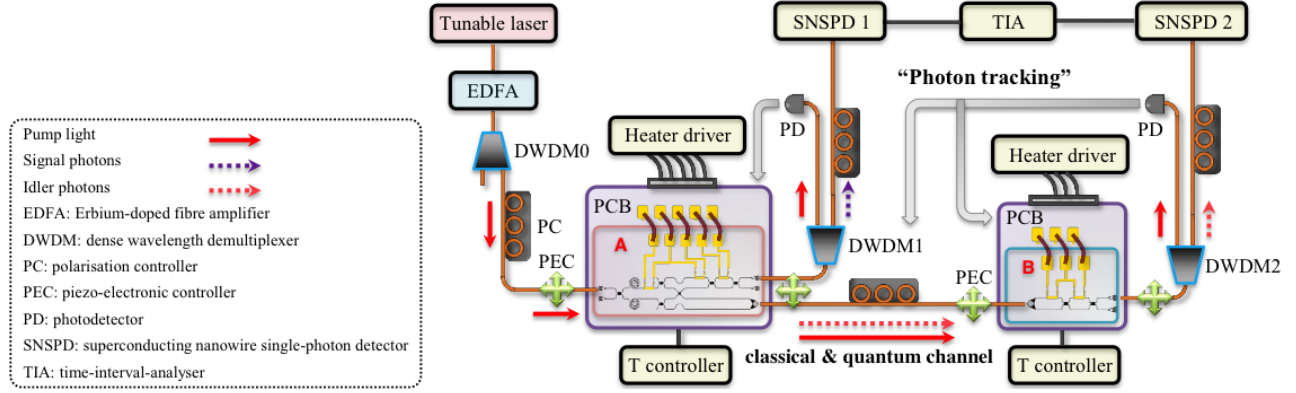 Tunable laser
SNSPD 1
TIA
SNSPD 2
EDFA
“Photon tracking”
PD
PD
Pump light
Signal photons
Idler photons
EDFA: Erbium-doped fibre amplifier
DWDM: dense wavelength demultiplexer
PC: polarisation controller
PEC: piezo-electronic controller
PD: photodetector
SNSPD: superconducting nanowire single-photon detector
TIA: time-interval-analyser
DWDM0
Heater driver
Heater driver
PCB
PC
A
PEC
DWDM1
PCB
PEC
B
DWDM2
classical & quantum channel
T controller
T controller